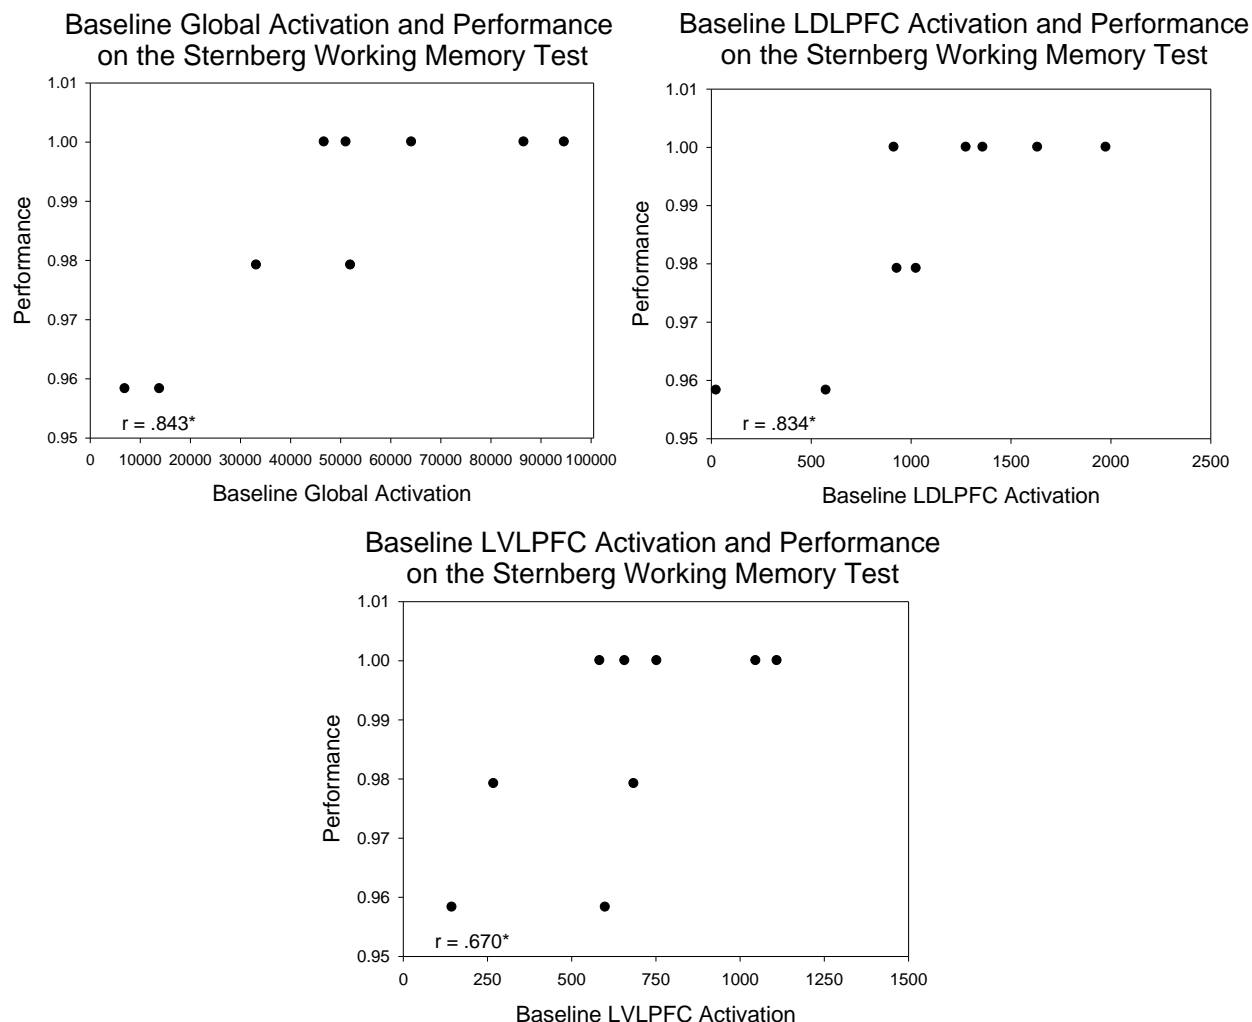 Baseline Global Activation and Performance
on the Sternberg Working Memory Test
1.01
1.00
0.99
0.98
0.97
0.96
0.95
Performance
r = .843*
0 10000 20000 30000 40000 50000 60000 70000 80000 90000 100000
Baseline Global Activation
Baseline LDLPFC Activation and Performance
on the Sternberg Working Memory Test
1.01
1.00
0.99
0.98
0.97
0.96
0.95
Performance
r = .834*
0 500 1000 1500 2000 2500
Baseline LDLPFC Activation
Baseline LVLPFC Activation and Performance
on the Sternberg Working Memory Test
1.01
1.00
0.99
0.98
0.97
0.96
0.95
Performance
r = .670*
0 250 500 750 1000 1250 1500
Baseline LVLPFC Activation